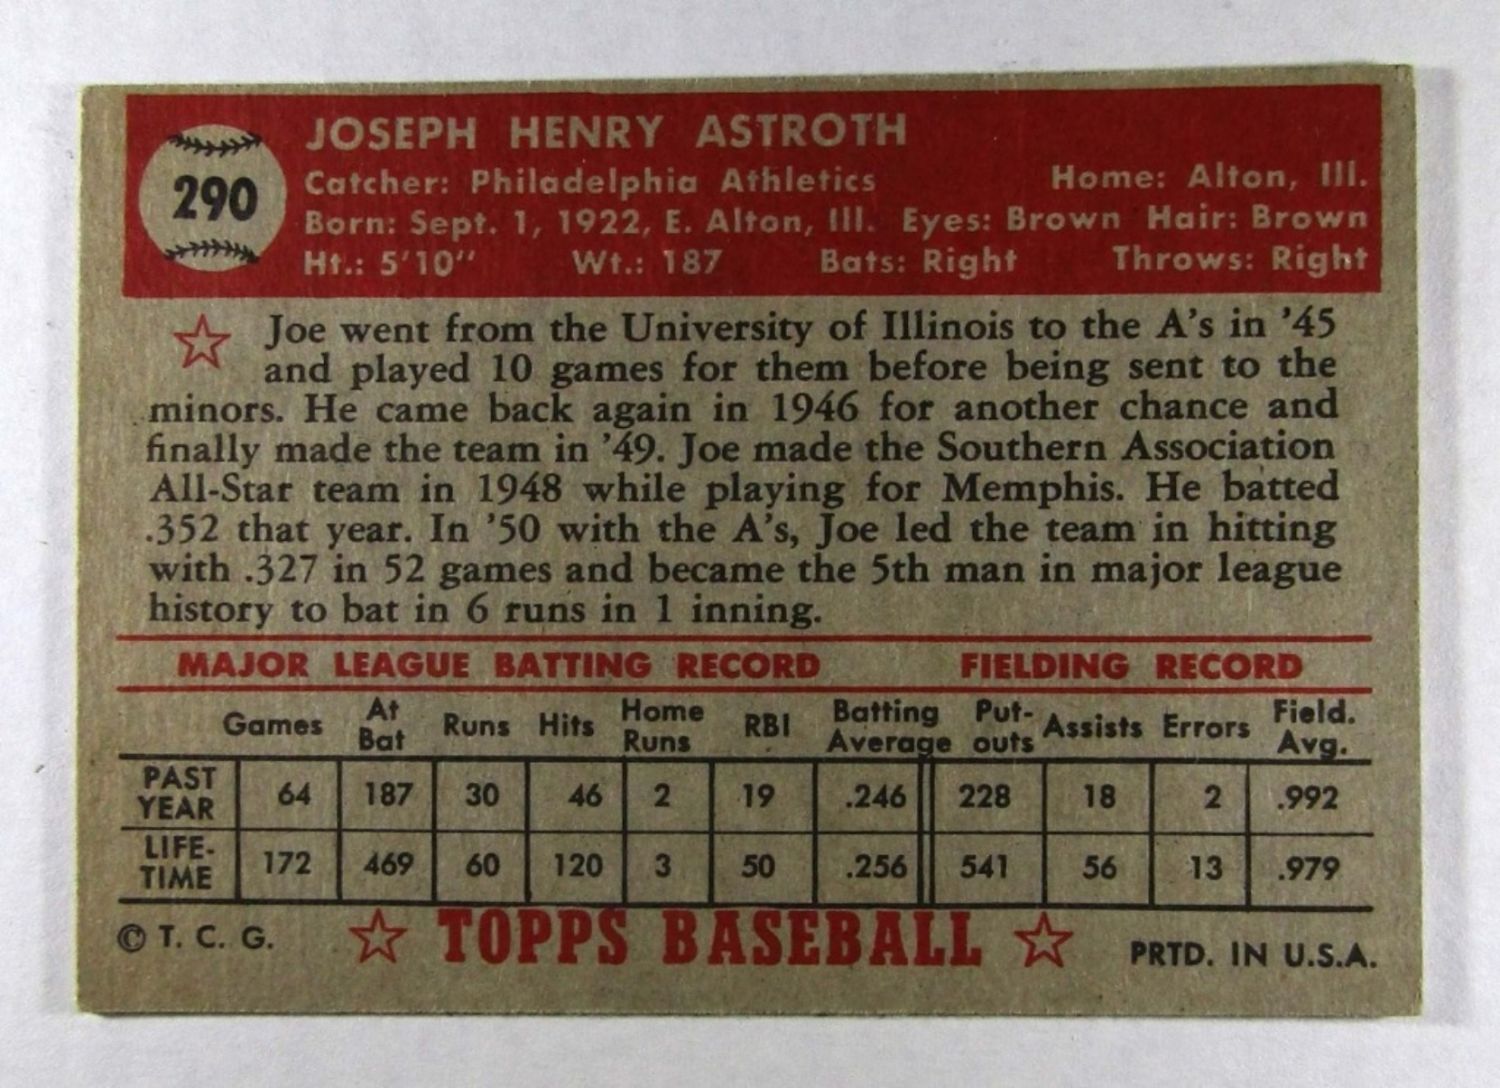 290
JOSEPH HENRY ASTROTH
Catcher: Philadelphia Athletics Home: Alton, Ill.
Born: Sept. 1, 1922, E. Alton, Ill. Eyes: Brown Hair: Brown
Ht.: 5'10" Wt.: 187 Bats: Right Throws: Right
Joe went from the University of Illinois to the A's in '45
and played 10 games for them before being sent to the
minors. He came back again in 1946 for another chance and
finally made the team in '49. Joe made the Southern Association
All-Star team in 1948 while playing for Memphis. He batted
.352 that year. In '50 with the A's, Joe led the team in hitting
with .327 in 52 games and became the 5th man in major league
history to bat in 6 runs in 1 inning.
MAJOR LEAGUE BATTING RECORD FIELDING RECORD
Games At Bat Runs Hits Home Runs RBI Batting Average Put-outs Assists Errors Field. Avg.
PAST YEAR 64 187 30 46 2 19 .246 228 18 2 .992
LIFE-TIME 172 469 60 120 3 50 .256 541 56 13 .979
© T. C. G. TOPPS BASEBALL PRTD. IN U.S.A.